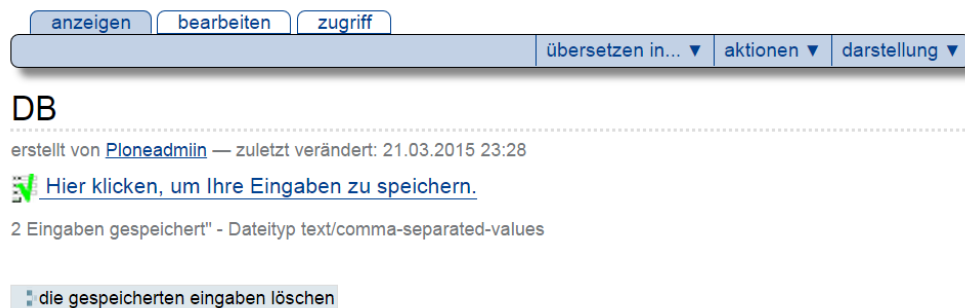 anzeigen bearbeiten zugriff
übersetzen in... ▼ aktionen ▼ darstellung ▼
DB
erstellt von Ploneadmiin — zuletzt verändert: 21.03.2015 23:28
Hier klicken, um Ihre Eingaben zu speichern.
2 Eingaben gespeichert" - Dateityp text/comma-separated-values
die gespeicherten eingaben löschen